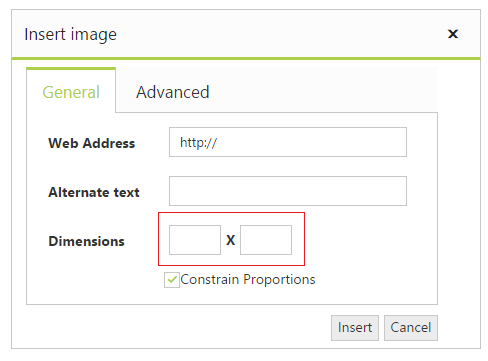 Insert image
General Advanced
Web Address http://
Alternate text
Dimensions X
Constrain Proportions
Insert Cancel